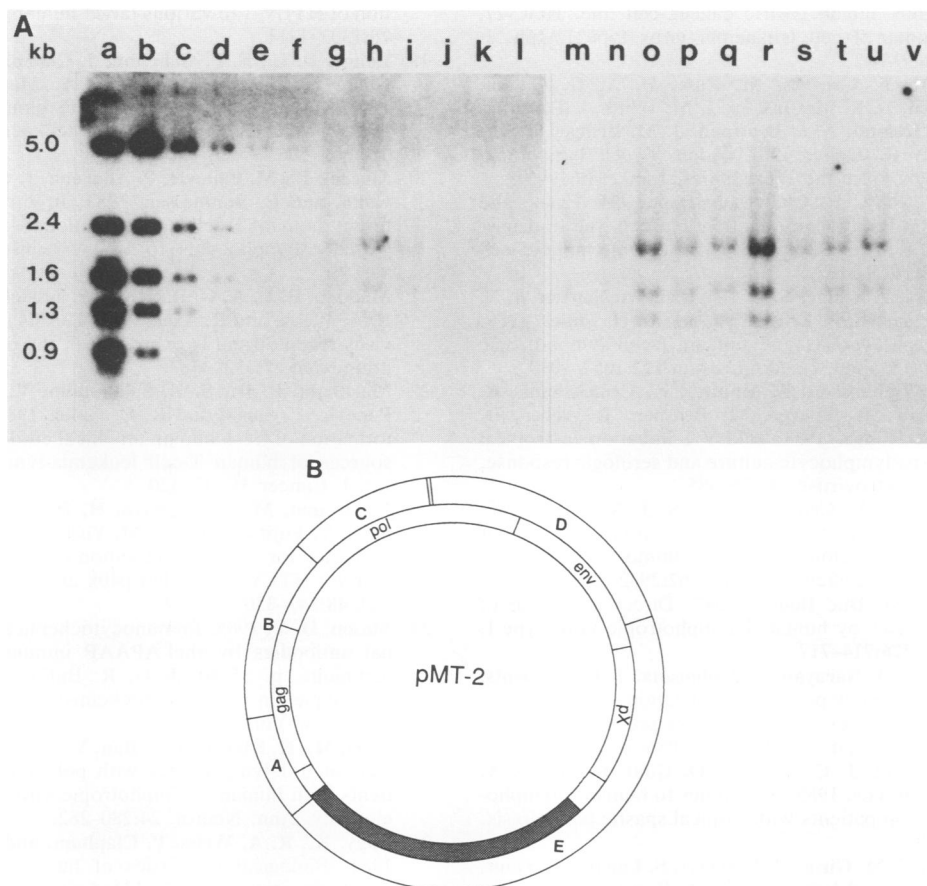 A
kb a b c d e f g h i j k l m n o p q r s t u v
5.0
2.4
1.6
1.3
0.9
B
C
D
pol
env
B
gag
pMT-2
pX
A
E